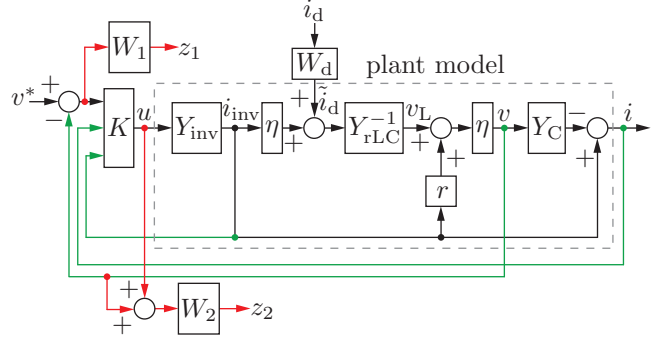 i_d
W_1 z_1
W_d
plant model
+ + ĩ_d
v* u i_inv v_L v i
− K Y_inv η Y_rLC^{-1} η Y_C −
+ + + +
r
+
W_2 z_2
+